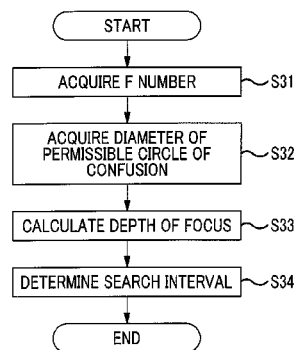 START
ACQUIRE F NUMBER
S31
ACQUIRE DIAMETER OF
PERMISSIBLE CIRCLE OF
CONFUSION
S32
CALCULATE DEPTH OF FOCUS
S33
DETERMINE SEARCH INTERVAL
S34
END